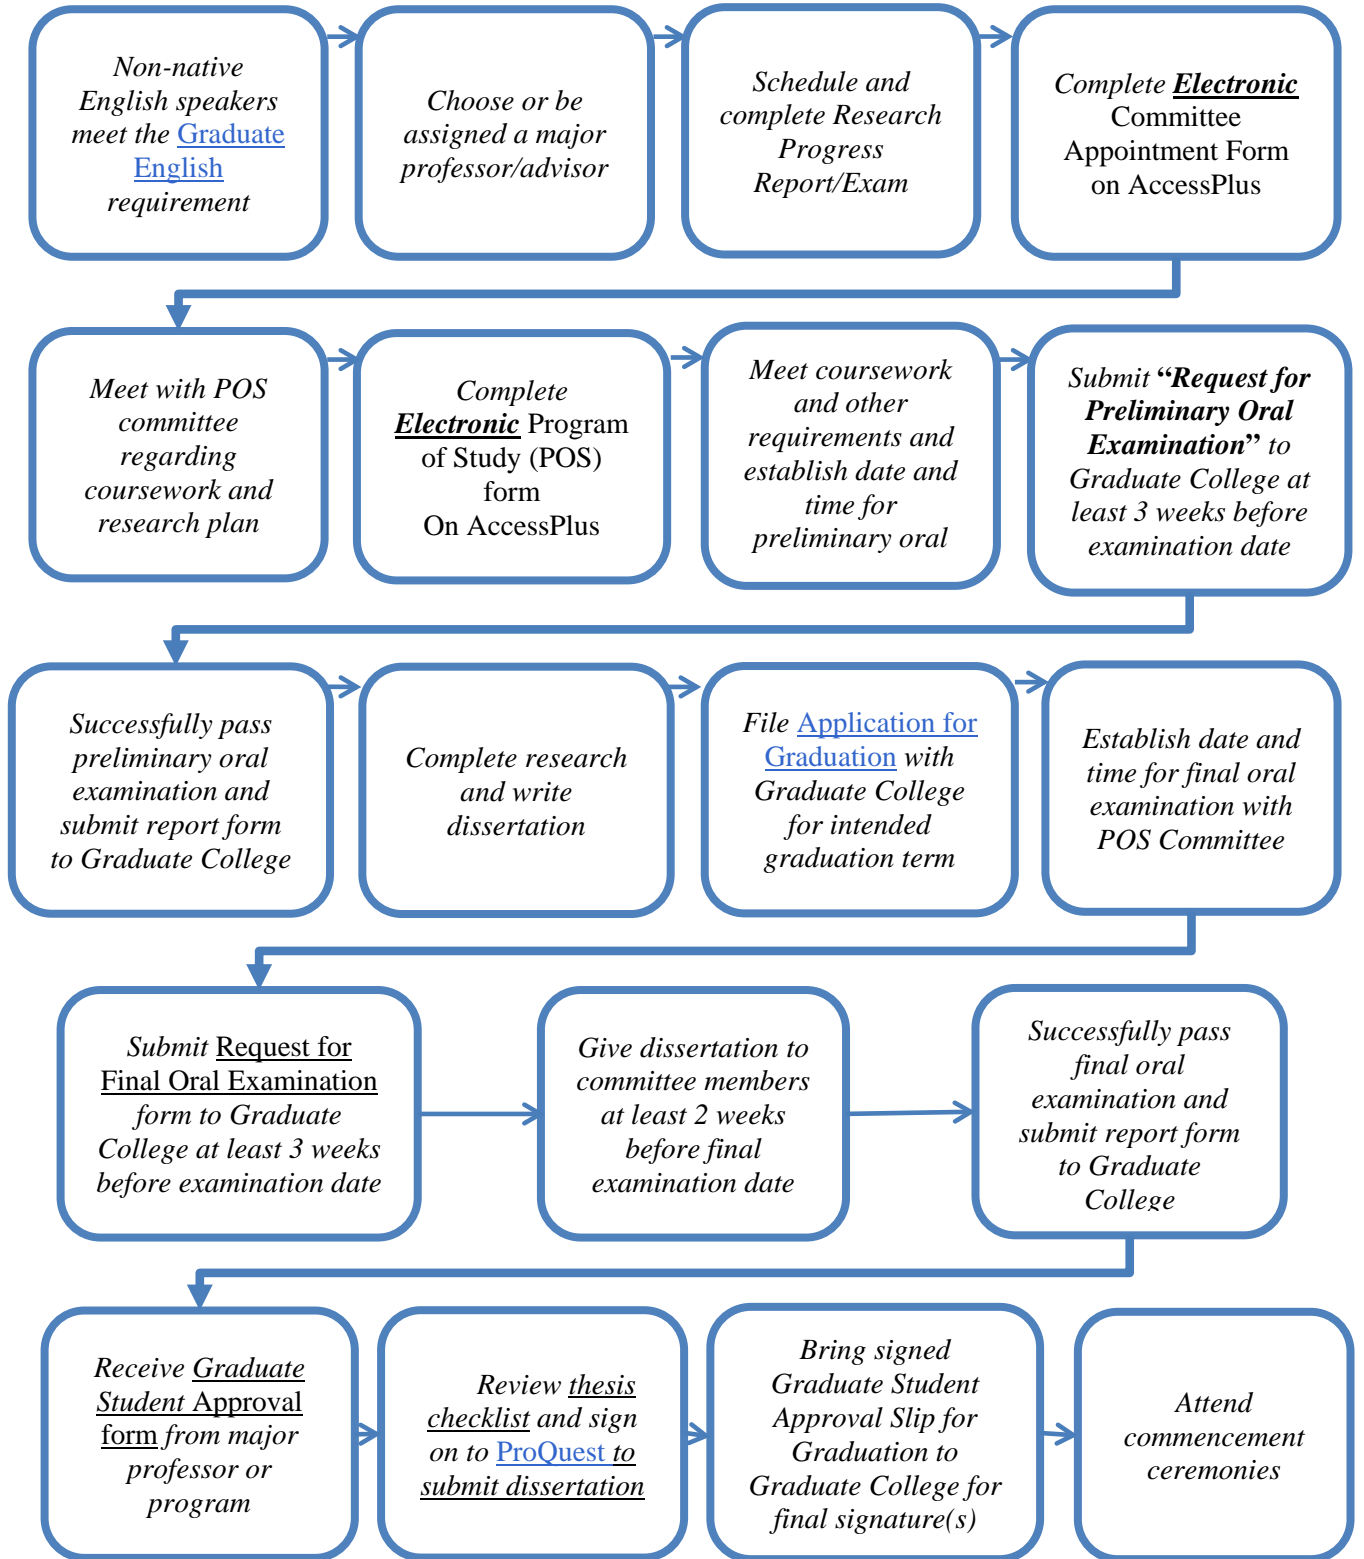 Non-native
English speakers
meet the Graduate
English
requirement
Choose or be
assigned a major
professor/advisor
Schedule and
complete Research
Progress
Report/Exam
Complete Electronic
Committee
Appointment Form
on AccessPlus
Meet with POS
committee
regarding
coursework and
research plan
Complete
Electronic Program
of Study (POS)
form
On AccessPlus
Meet coursework
and other
requirements and
establish date and
time for
preliminary oral
Submit “Request for
Preliminary Oral
Examination” to
Graduate College at
least 3 weeks before
examination date
Successfully pass
preliminary oral
examination and
submit report form
to Graduate College
Complete research
and write
dissertation
File Application for
Graduation with
Graduate College
for intended
graduation term
Establish date and
time for final oral
examination with
POS Committee
Submit Request for
Final Oral Examination
form to Graduate
College at least 3 weeks
before examination date
Give dissertation to
committee members
at least 2 weeks
before final
examination date
Successfully pass
final oral
examination and
submit report form
to Graduate
College
Receive Graduate
Student Approval
form from major
professor or
program
Review thesis
checklist and sign
on to ProQuest to
submit dissertation
Bring signed
Graduate Student
Approval Slip for
Graduation to
Graduate College for
final signature(s)
Attend
commencement
ceremonies